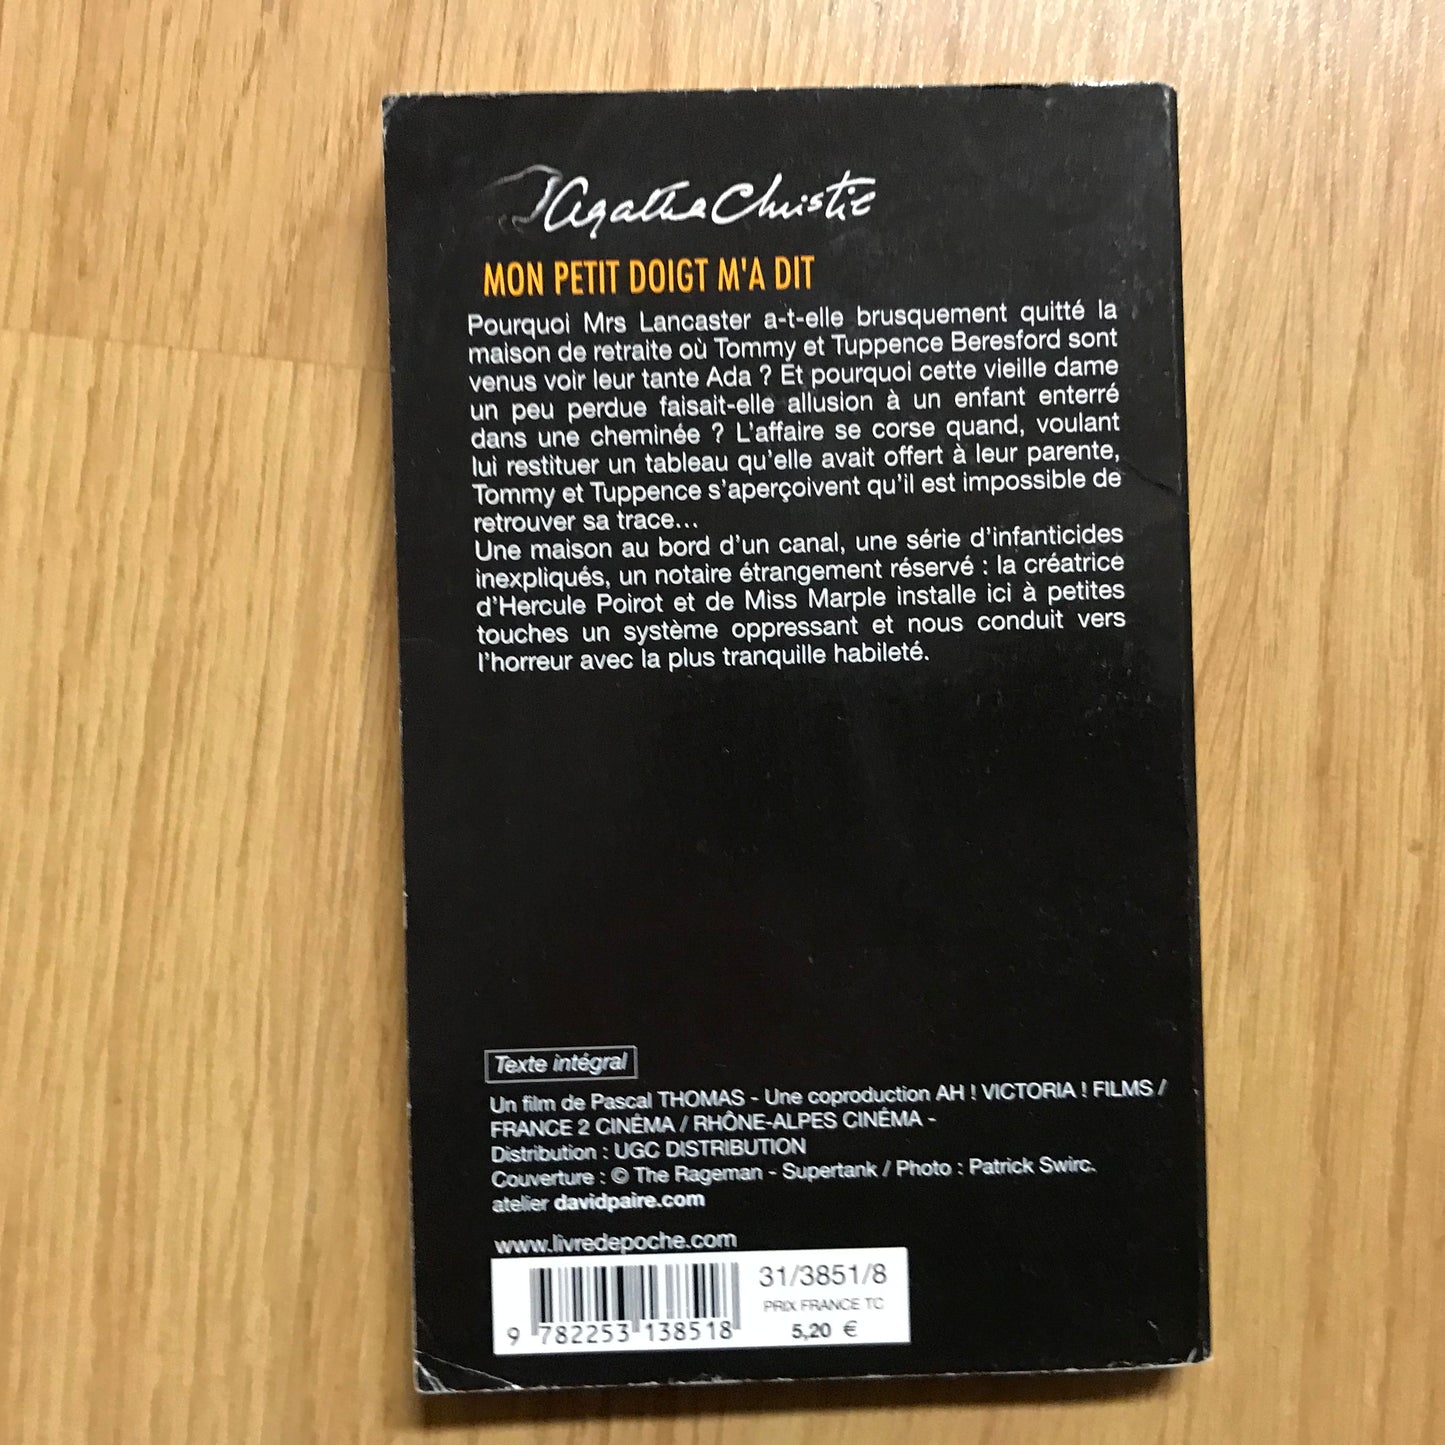 Agatha Christie
MON PETIT DOIGT M'A DIT
Pourquoi Mrs Lancaster a-t-elle brusquement quitté la
maison de retraite où Tommy et Tuppence Beresford sont
venus voir leur tante Ada ? Et pourquoi cette vieille dame
un peu perdue faisait-elle allusion à un enfant enterré
dans une cheminée ? L'affaire se corse quand, voulant
lui restituer un tableau qu'elle avait offert à leur parente,
Tommy et Tuppence s'aperçoivent qu'il est impossible de
retrouver sa trace...
Une maison au bord d'un canal, une série d'infanticides
inexpliqués, un notaire étrangement réservé : la créatrice
d'Hercule Poirot et de Miss Marple installe ici à petites
touches un système oppressant et nous conduit vers
l'horreur avec la plus tranquille habileté.
Texte intégral
Un film de Pascal THOMAS - Une coproduction AH ! VICTORIA ! FILMS /
FRANCE 2 CINÉMA / RHÔNE-ALPES CINÉMA -
Distribution : UGC DISTRIBUTION
Couverture : © The Rageman - Supertank / Photo : Patrick Swirc.
atelier davidpaire.com
www.livredepoche.com
31/3851/8
PRIX FRANCE TC
5,20 €
9 782253 138518